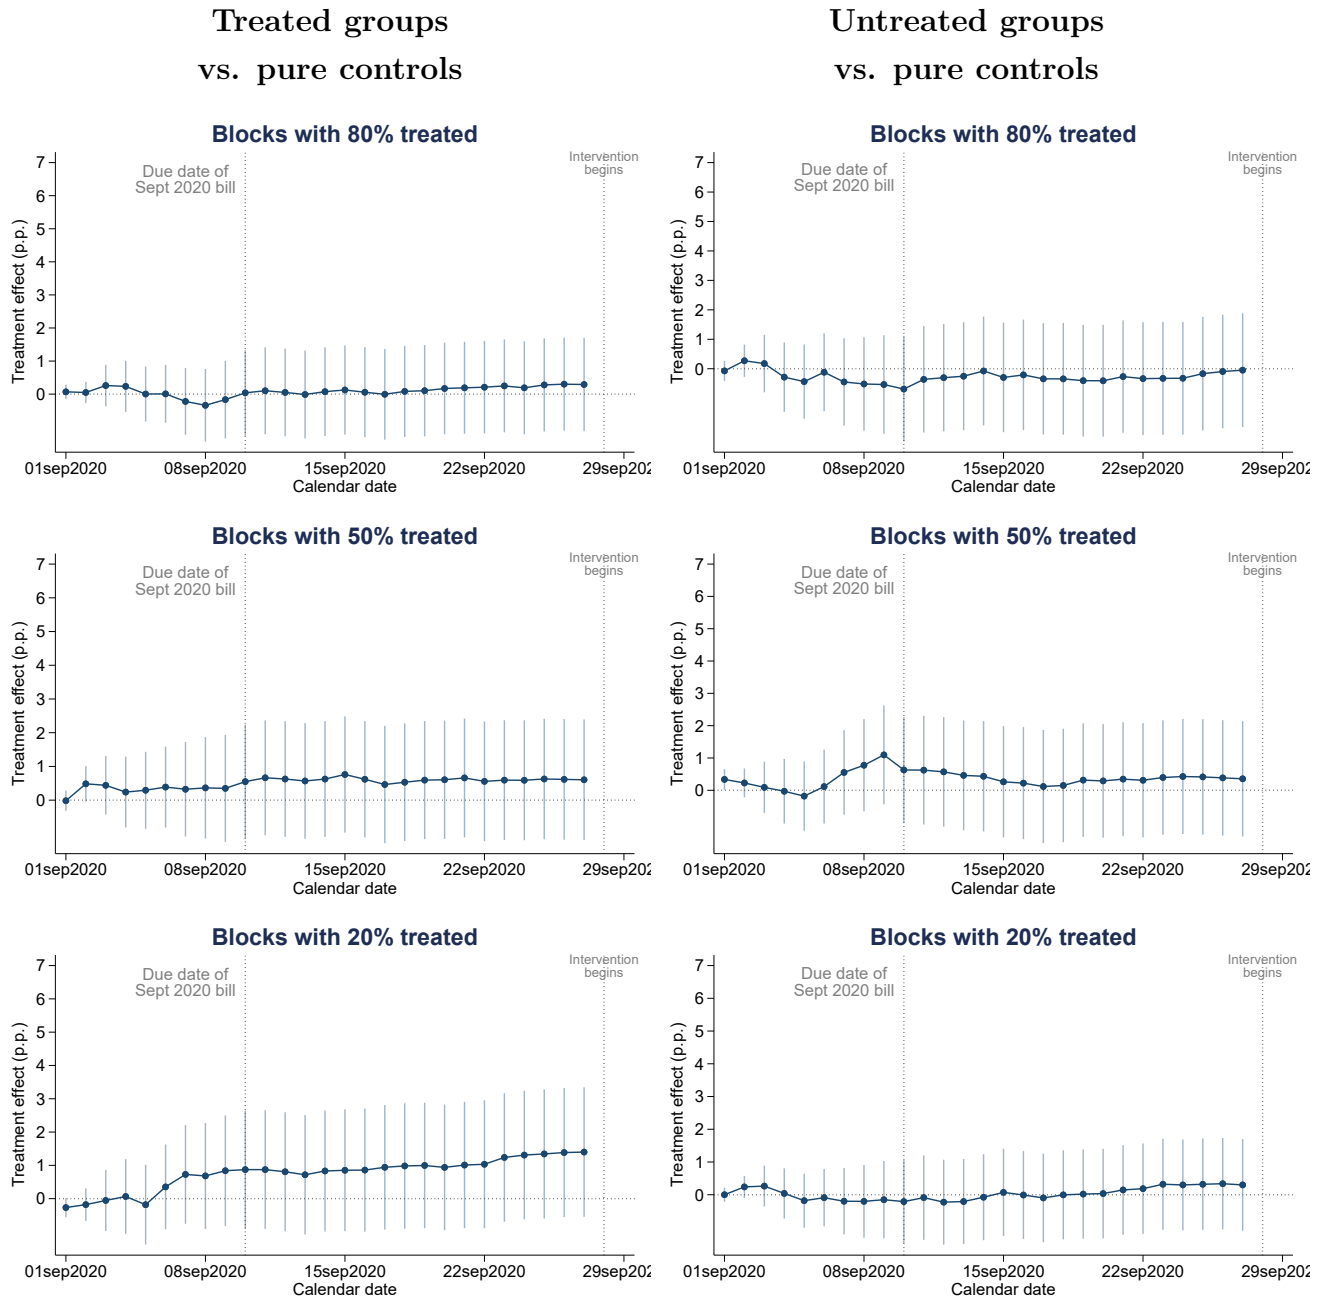 Treated groups
vs. pure controls
Untreated groups
vs. pure controls
Blocks with 80% treated
Treatment effect (p.p.)
7
6
5
4
3
2
1
0
Due date of
Sept 2020 bill
Intervention
begins
01sep2020 08sep2020 15sep2020 22sep2020 29sep202
Calendar date
Blocks with 80% treated
Treatment effect (p.p.)
7
6
5
4
3
2
1
0
Due date of
Sept 2020 bill
Intervention
begins
01sep2020 08sep2020 15sep2020 22sep2020 29sep202
Calendar date
Blocks with 50% treated
Treatment effect (p.p.)
7
6
5
4
3
2
1
0
Due date of
Sept 2020 bill
Intervention
begins
01sep2020 08sep2020 15sep2020 22sep2020 29sep202
Calendar date
Blocks with 50% treated
Treatment effect (p.p.)
7
6
5
4
3
2
1
0
Due date of
Sept 2020 bill
Intervention
begins
01sep2020 08sep2020 15sep2020 22sep2020 29sep202
Calendar date
Blocks with 20% treated
Treatment effect (p.p.)
7
6
5
4
3
2
1
0
Due date of
Sept 2020 bill
Intervention
begins
01sep2020 08sep2020 15sep2020 22sep2020 29sep202
Calendar date
Blocks with 20% treated
Treatment effect (p.p.)
7
6
5
4
3
2
1
0
Due date of
Sept 2020 bill
Intervention
begins
01sep2020 08sep2020 15sep2020 22sep2020 29sep202
Calendar date